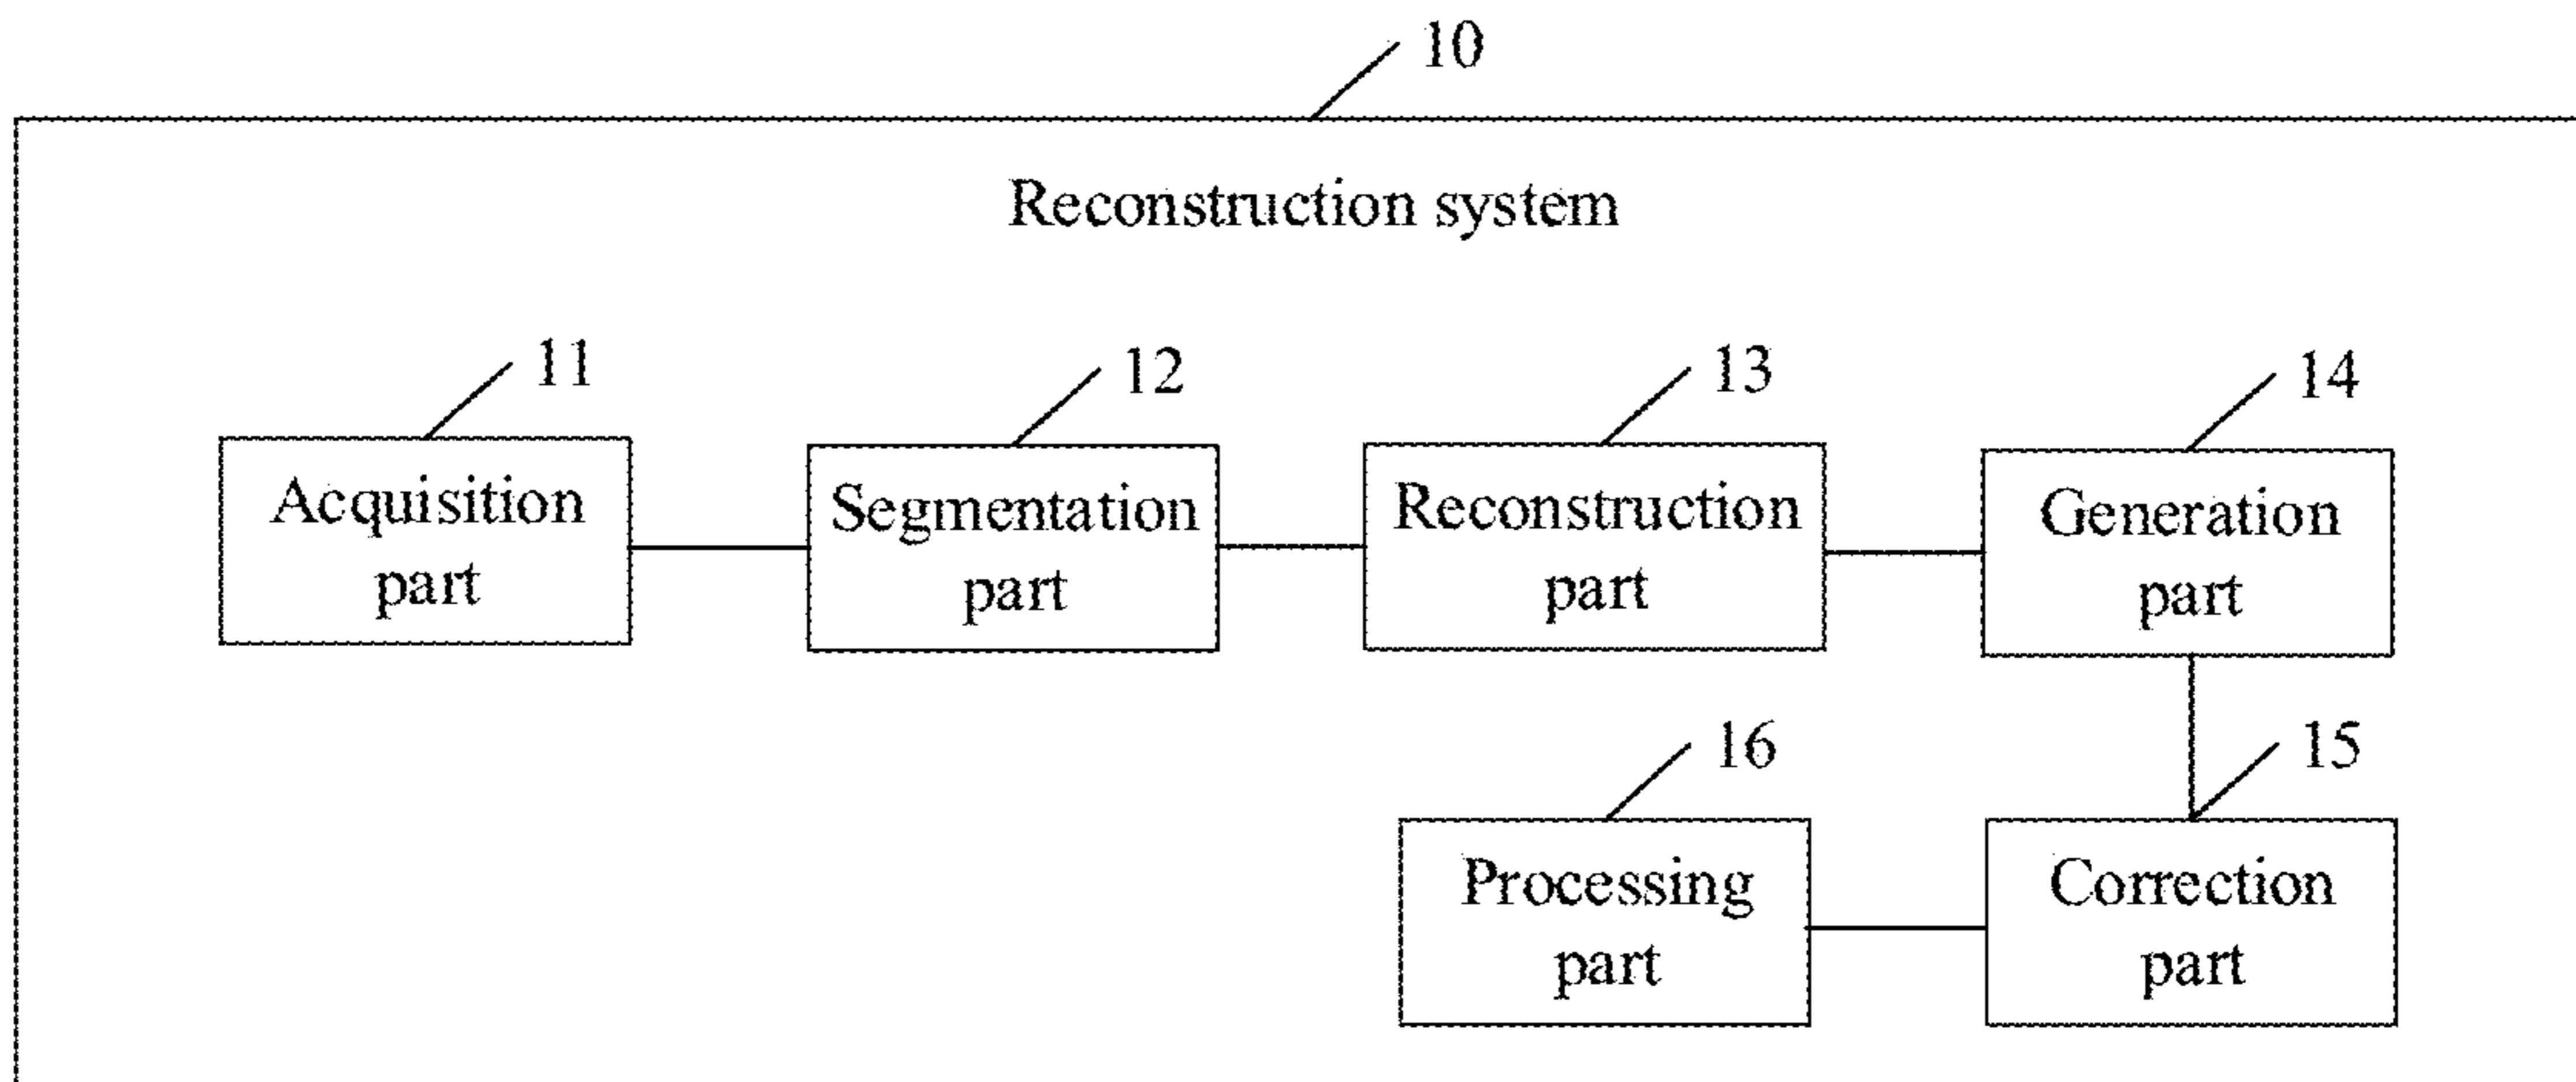 10
Reconstruction system
11
12
13
14
Acquisition
part
Segmentation
part
Reconstruction
part
Generation
part
16
15
Processing
part
Correction
part